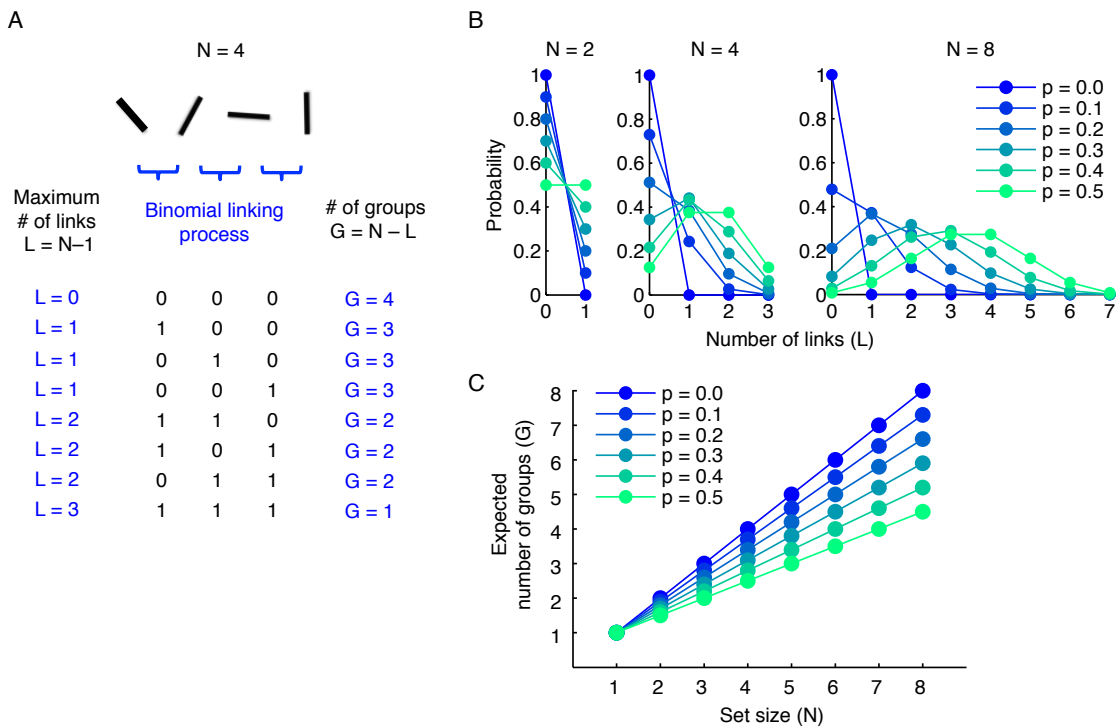 A
N = 4
Maximum
# of links
L = N–1
Binomial linking
process
# of groups
G = N – L
L = 0 0 0 0 G = 4
L = 1 1 0 0 G = 3
L = 1 0 1 0 G = 3
L = 1 0 0 1 G = 3
L = 2 1 1 0 G = 2
L = 2 1 0 1 G = 2
L = 2 0 1 1 G = 2
L = 3 1 1 1 G = 1
B
N = 2
N = 4
N = 8
Probability
1
0.8
0.6
0.4
0.2
0
0 1
1
0.8
0.6
0.4
0.2
0
0 1 2 3
1
0.8
0.6
0.4
0.2
0
0 1 2 3 4 5 6 7
p = 0.0
p = 0.1
p = 0.2
p = 0.3
p = 0.4
p = 0.5
Number of links (L)
C
Expected
number of groups (G)
8
7
6
5
4
3
2
1
p = 0.0
p = 0.1
p = 0.2
p = 0.3
p = 0.4
p = 0.5
1 2 3 4 5 6 7 8
Set size (N)